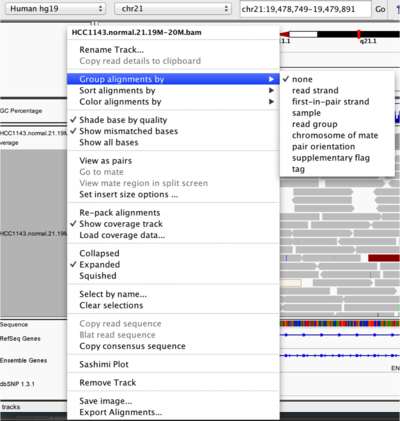 Human hg19
chr21
chr21:19,478,749-19,479,891
Go
HCC1143.normal.21.19M-20M.bam
q21.1
Rename Track...
Copy read details to clipboard
Group alignments by
none
Sort alignments by
read strand
Color alignments by
first-in-pair strand
sample
GC Percentage
Shade base by quality
read group
HCC1143.normal.21.19M
Show mismatched bases
chromosome of mate
verage
Show all bases
pair orientation
supplementary flag
View as pairs
tag
Go to mate
View mate region in split screen
Set insert size options ...
Re-pack alignments
Show coverage track
HCC1143.normal.21.19M
Load coverage data...
Collapsed
Expanded
Squished
Select by name...
Clear selections
Sequence
Copy read sequence
RefSeq Genes
Blat read sequence
Copy consensus sequence
Ensemble Genes
Sashimi Plot
EN
dbSNP 1.3.1
Remove Track
tracks
Save image...
Export Alignments...